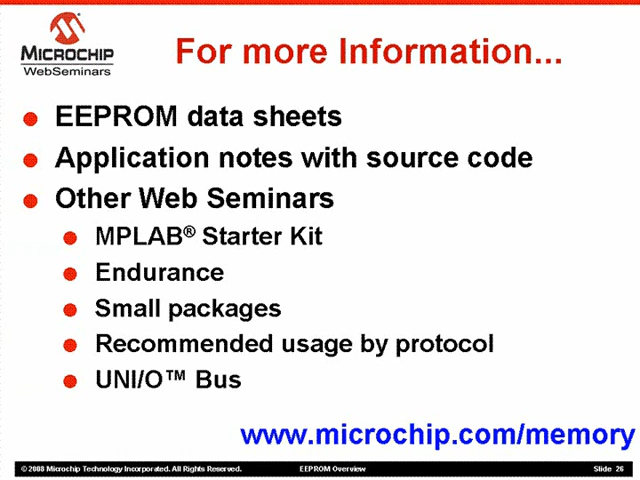 MICROCHIP
WebSeminars
For more Information...
EEPROM data sheets
Application notes with source code
Other Web Seminars
MPLAB® Starter Kit
Endurance
Small packages
Recommended usage by protocol
UNI/O™ Bus
www.microchip.com/memory
© 2008 Microchip Technology Incorporated. All Rights Reserved. EEPROM Overview Slide 26